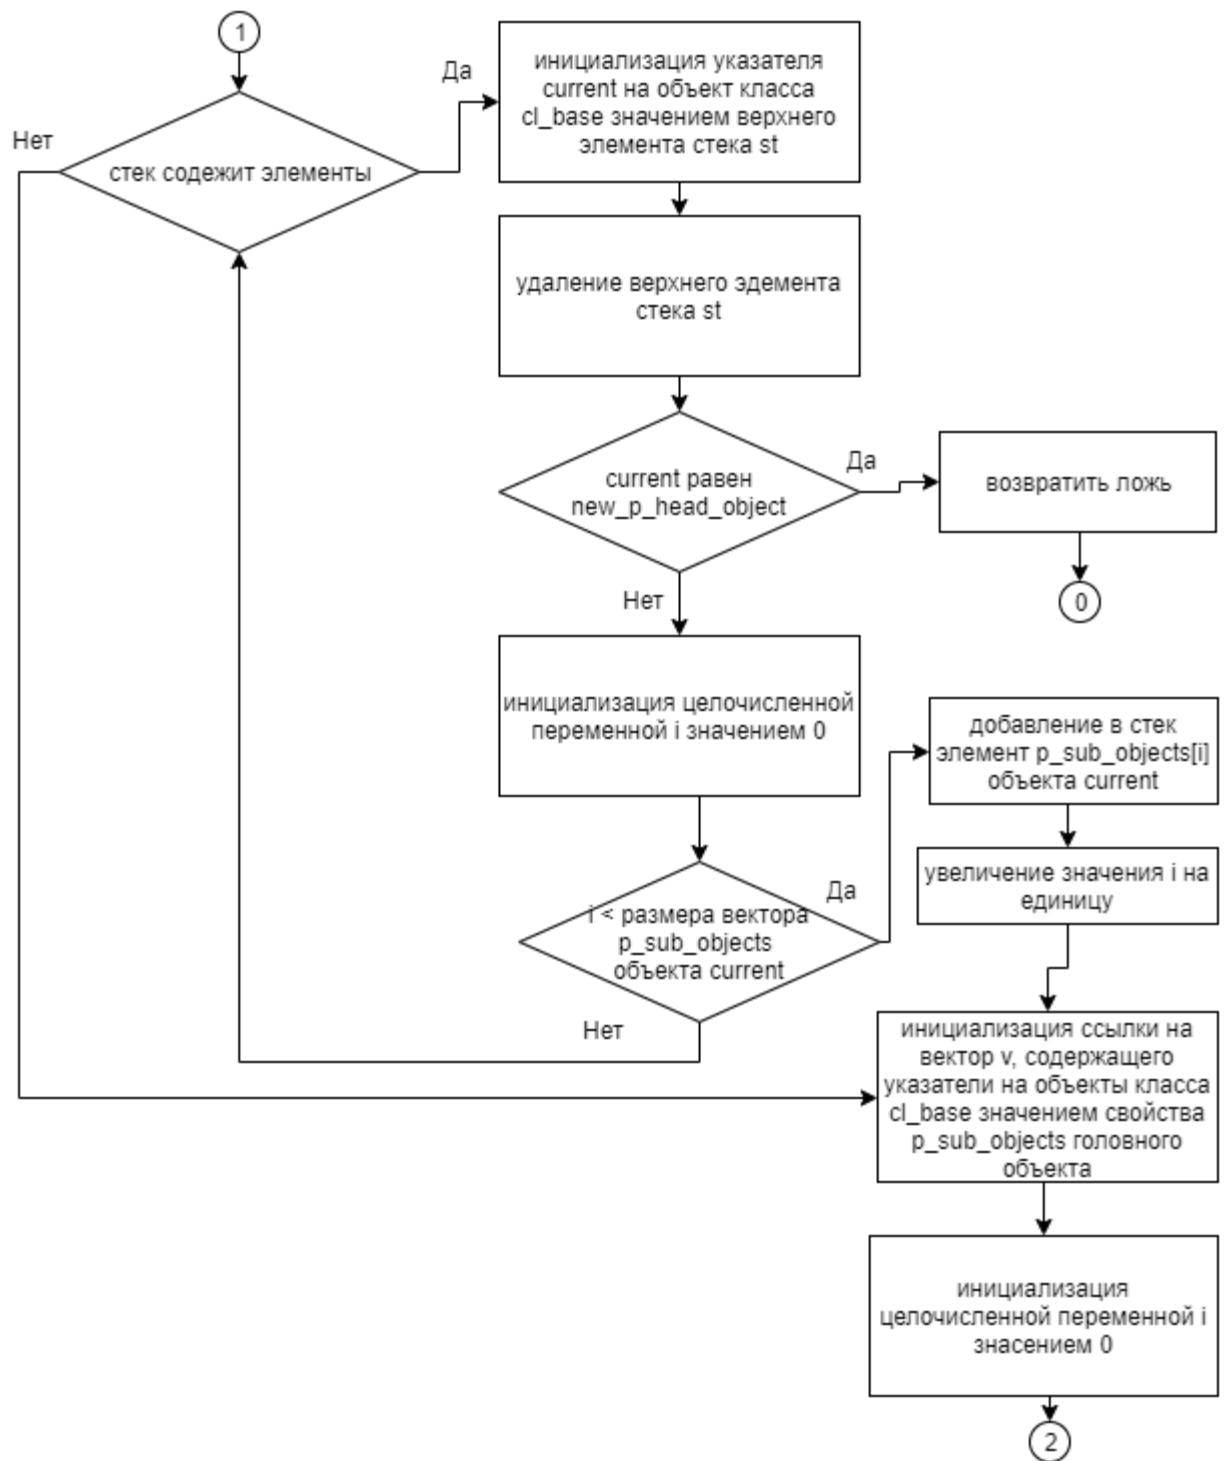 1
Да
инициализация указателя
current на объект класса
cl_base значением верхнего
элемента стека st
Нет
стек содежит элементы
удаление верхнего эдемента
стека st
current равен
new_p_head_object
Да
возвратить ложь
0
Нет
инициализация целочисленной
переменной i значением 0
добавление в стек
элемент p_sub_objects[i]
объекта current
увеличение значения i на
единицу
Да
i < размера вектора
p_sub_objects
объекта current
Нет
инициализация ссылки на
вектор v, содержащего
указатели на объекты класса
cl_base значением свойства
p_sub_objects головного
объекта
инициализация
целочисленной переменной i
знасением 0
2